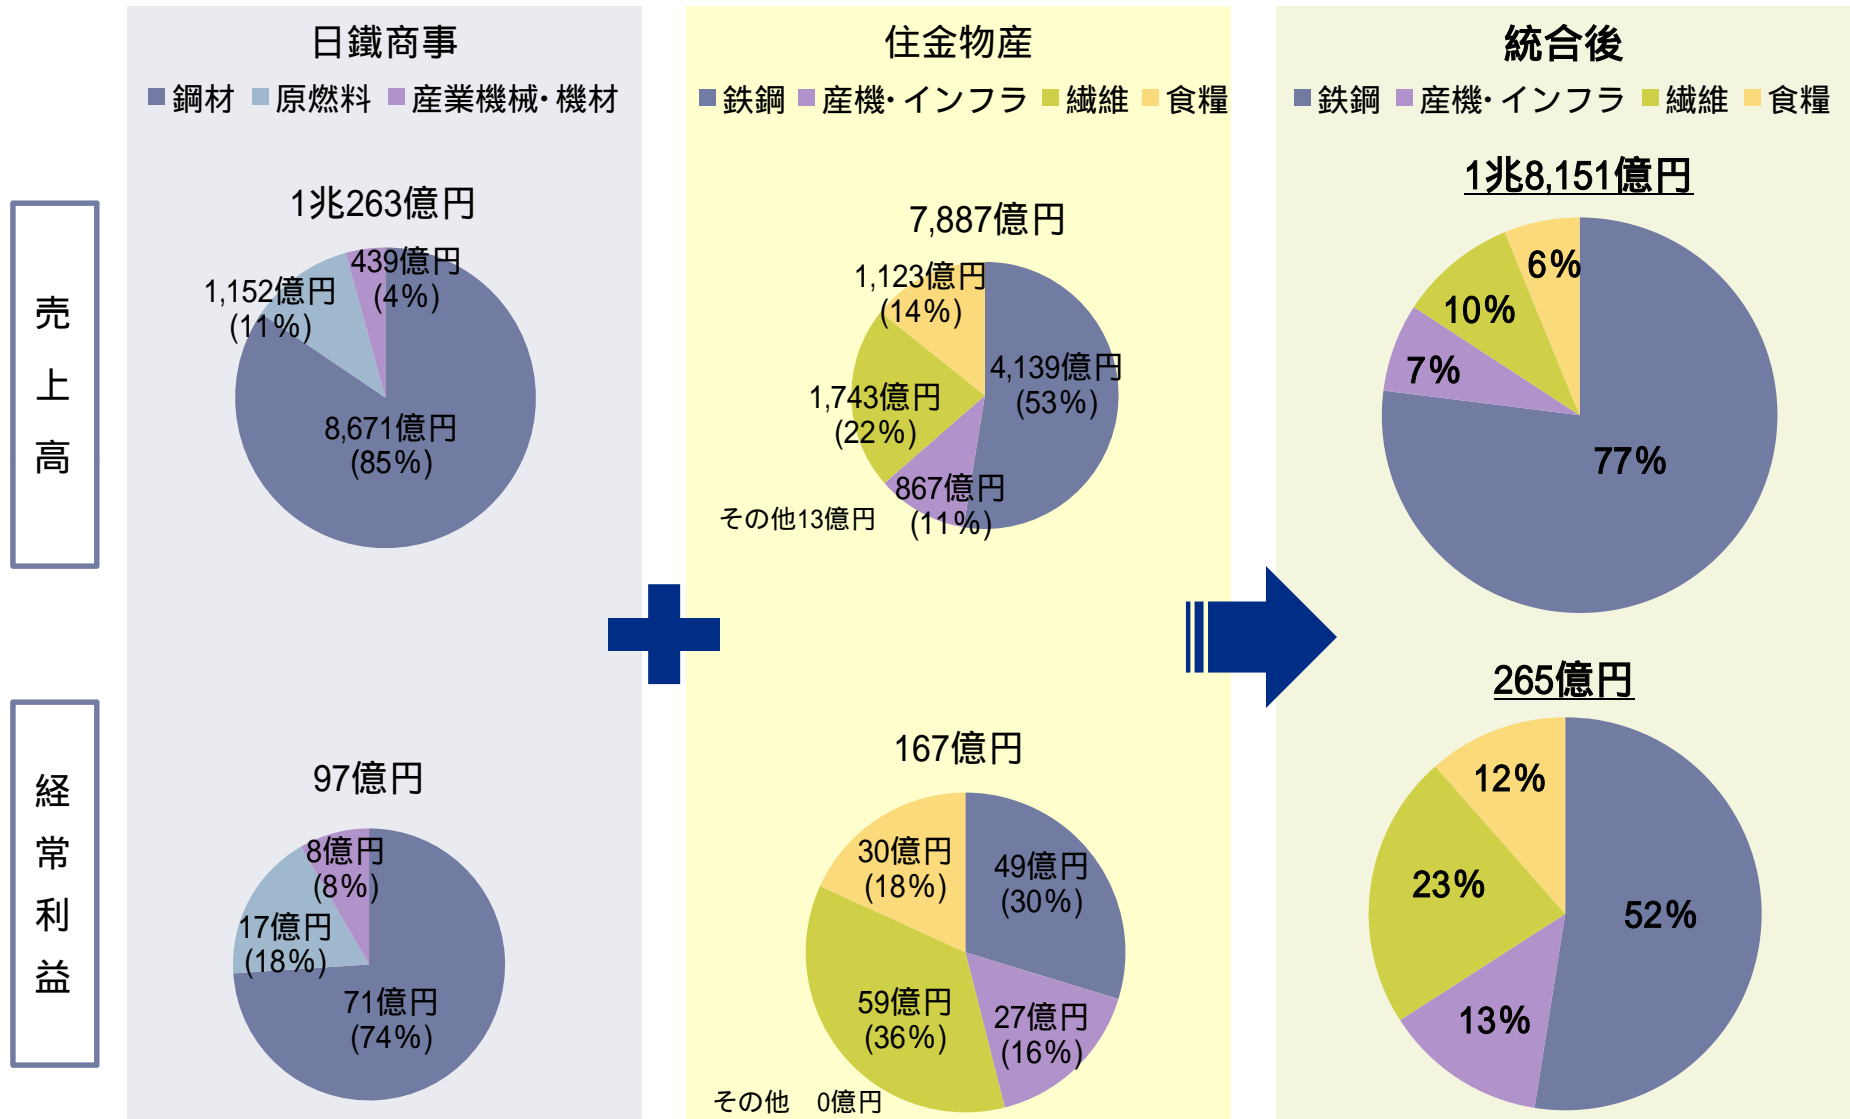 日鐵商事
鋼材 原燃料 産業機械・機材
住金物産
鉄鋼 産機・インフラ 繊維 食糧
統合後
鉄鋼 産機・インフラ 繊維 食糧
売上高
1兆263億円
439億円
(4%)
1,152億円
(11%)
8,671億円
(85%)
7,887億円
1,123億円
(14%)
4,139億円
(53%)
1,743億円
(22%)
867億円
(11%)
その他13億円
1兆8,151億円
6%
10%
7%
77%
経常利益
97億円
8億円
(8%)
17億円
(18%)
71億円
(74%)
167億円
30億円
(18%)
49億円
(30%)
59億円
(36%)
27億円
(16%)
その他 0億円
265億円
12%
23%
52%
13%